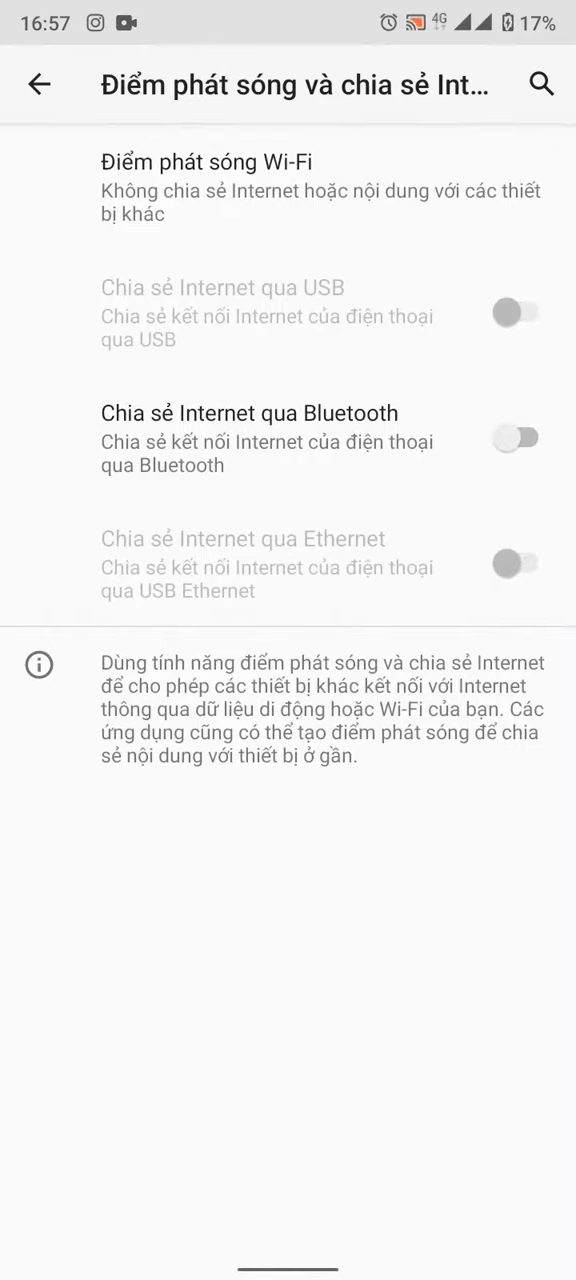 16:57
4G
17%
Điểm phát sóng và chia sẻ Int...
Điểm phát sóng Wi-Fi
Không chia sẻ Internet hoặc nội dung với các thiết
bị khác
Chia sẻ Internet qua USB
Chia sẻ kết nối Internet của điện thoại
qua USB
Chia sẻ Internet qua Bluetooth
Chia sẻ kết nối Internet của điện thoại
qua Bluetooth
Chia sẻ Internet qua Ethernet
Chia sẻ kết nối Internet của điện thoại
qua USB Ethernet
Dùng tính năng điểm phát sóng và chia sẻ Internet
để cho phép các thiết bị khác kết nối với Internet
thông qua dữ liệu di động hoặc Wi-Fi của bạn. Các
ứng dụng cũng có thể tạo điểm phát sóng để chia
sẻ nội dung với thiết bị ở gần.